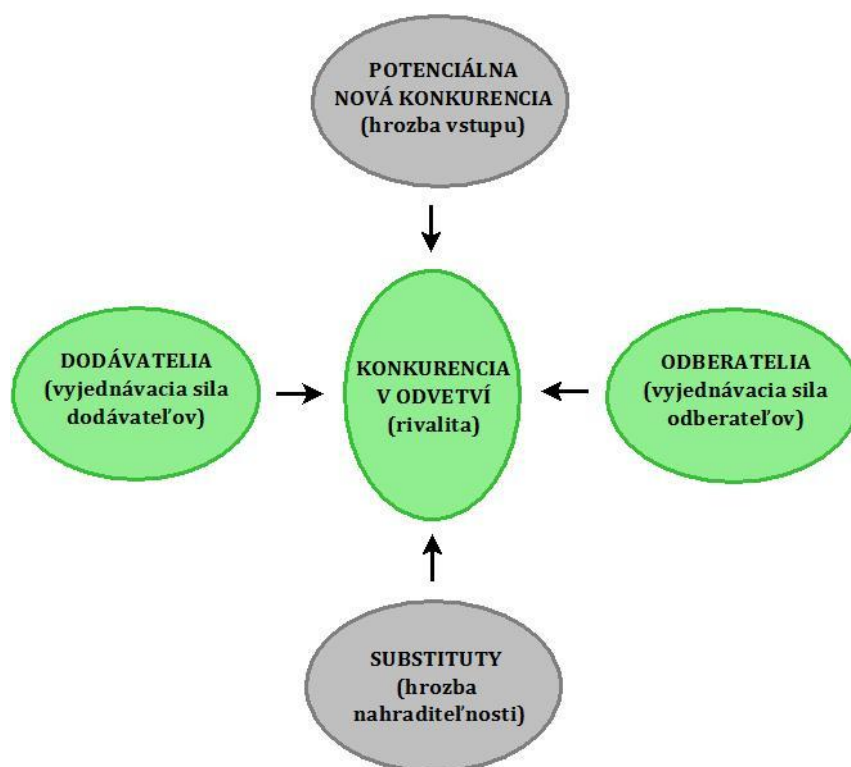 POTENCIÁLNA
NOVÁ KONKURENCIA
(hrozba vstupu)
DODÁVATELIA
(vyjednávacia sila
dodávateľov)
KONKURENCIA
V ODVETVÍ
(rivalita)
ODBERATELIA
(vyjednávacia sila
odberateľov)
SUBSTITUTY
(hrozba
nahraditeľnosti)